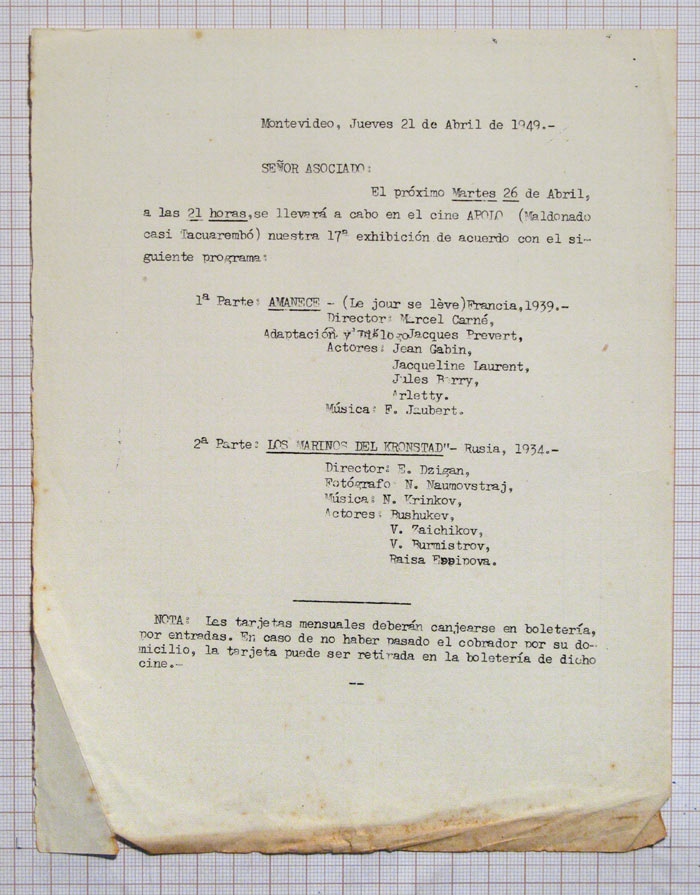 Montevideo, Jueves 21 de Abril de 1949.-
SEÑOR ASOCIADO:
El próximo Martes 26 de Abril,
a las 21 horas,se llevará a cabo en el cine APOLO (Maldonado
casi Tacuarembó) nuestra 17ª exhibición de acuerdo con el si-
guiente programa:
1ª Parte: AMANECE - (Le jour se lève)Francia,1939.-
Director: Marcel Carné,
Adaptación y Diálogo Jacques Prevert,
Actores: Jean Gabin,
Jacqueline Laurent,
Jules Berry,
Arletty.
Música: F. Jaubert.
2ª Parte: LOS MARINOS DEL KRONSTAD"- Rusia, 1934.-
Director: E. Dzigan,
Fotógrafo: N. Naumovstraj,
Música: N. Krinkov,
Actores: Bushukev,
V. Zaichikov,
V. Burmistrov,
Raisa Esipova.
NOTA: Las tarjetas mensuales deberán canjearse en boletería,
por entradas. En caso de no haber pasado el cobrador por su do-
micilio, la tarjeta puede ser retirada en la boletería de dicho
cine.-
--